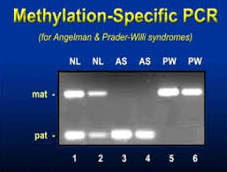 Methylation-Specific PCR
(for Angelman & Prader-Willi syndromes)
NL NL AS AS PW PW
mat -
pat -
1 2 3 4 5 6